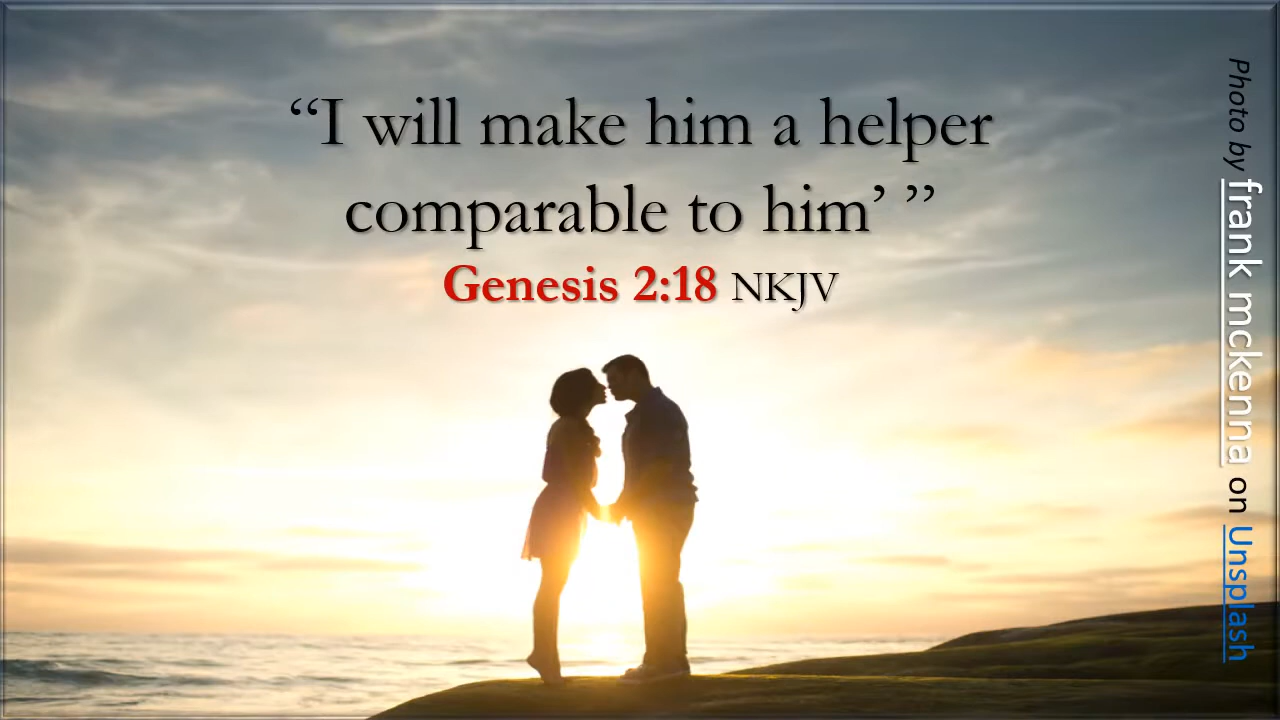 “I will make him a helper
comparable to him’ ”
Genesis 2:18 NKJV
Photo by frank mckenna on Unsplash